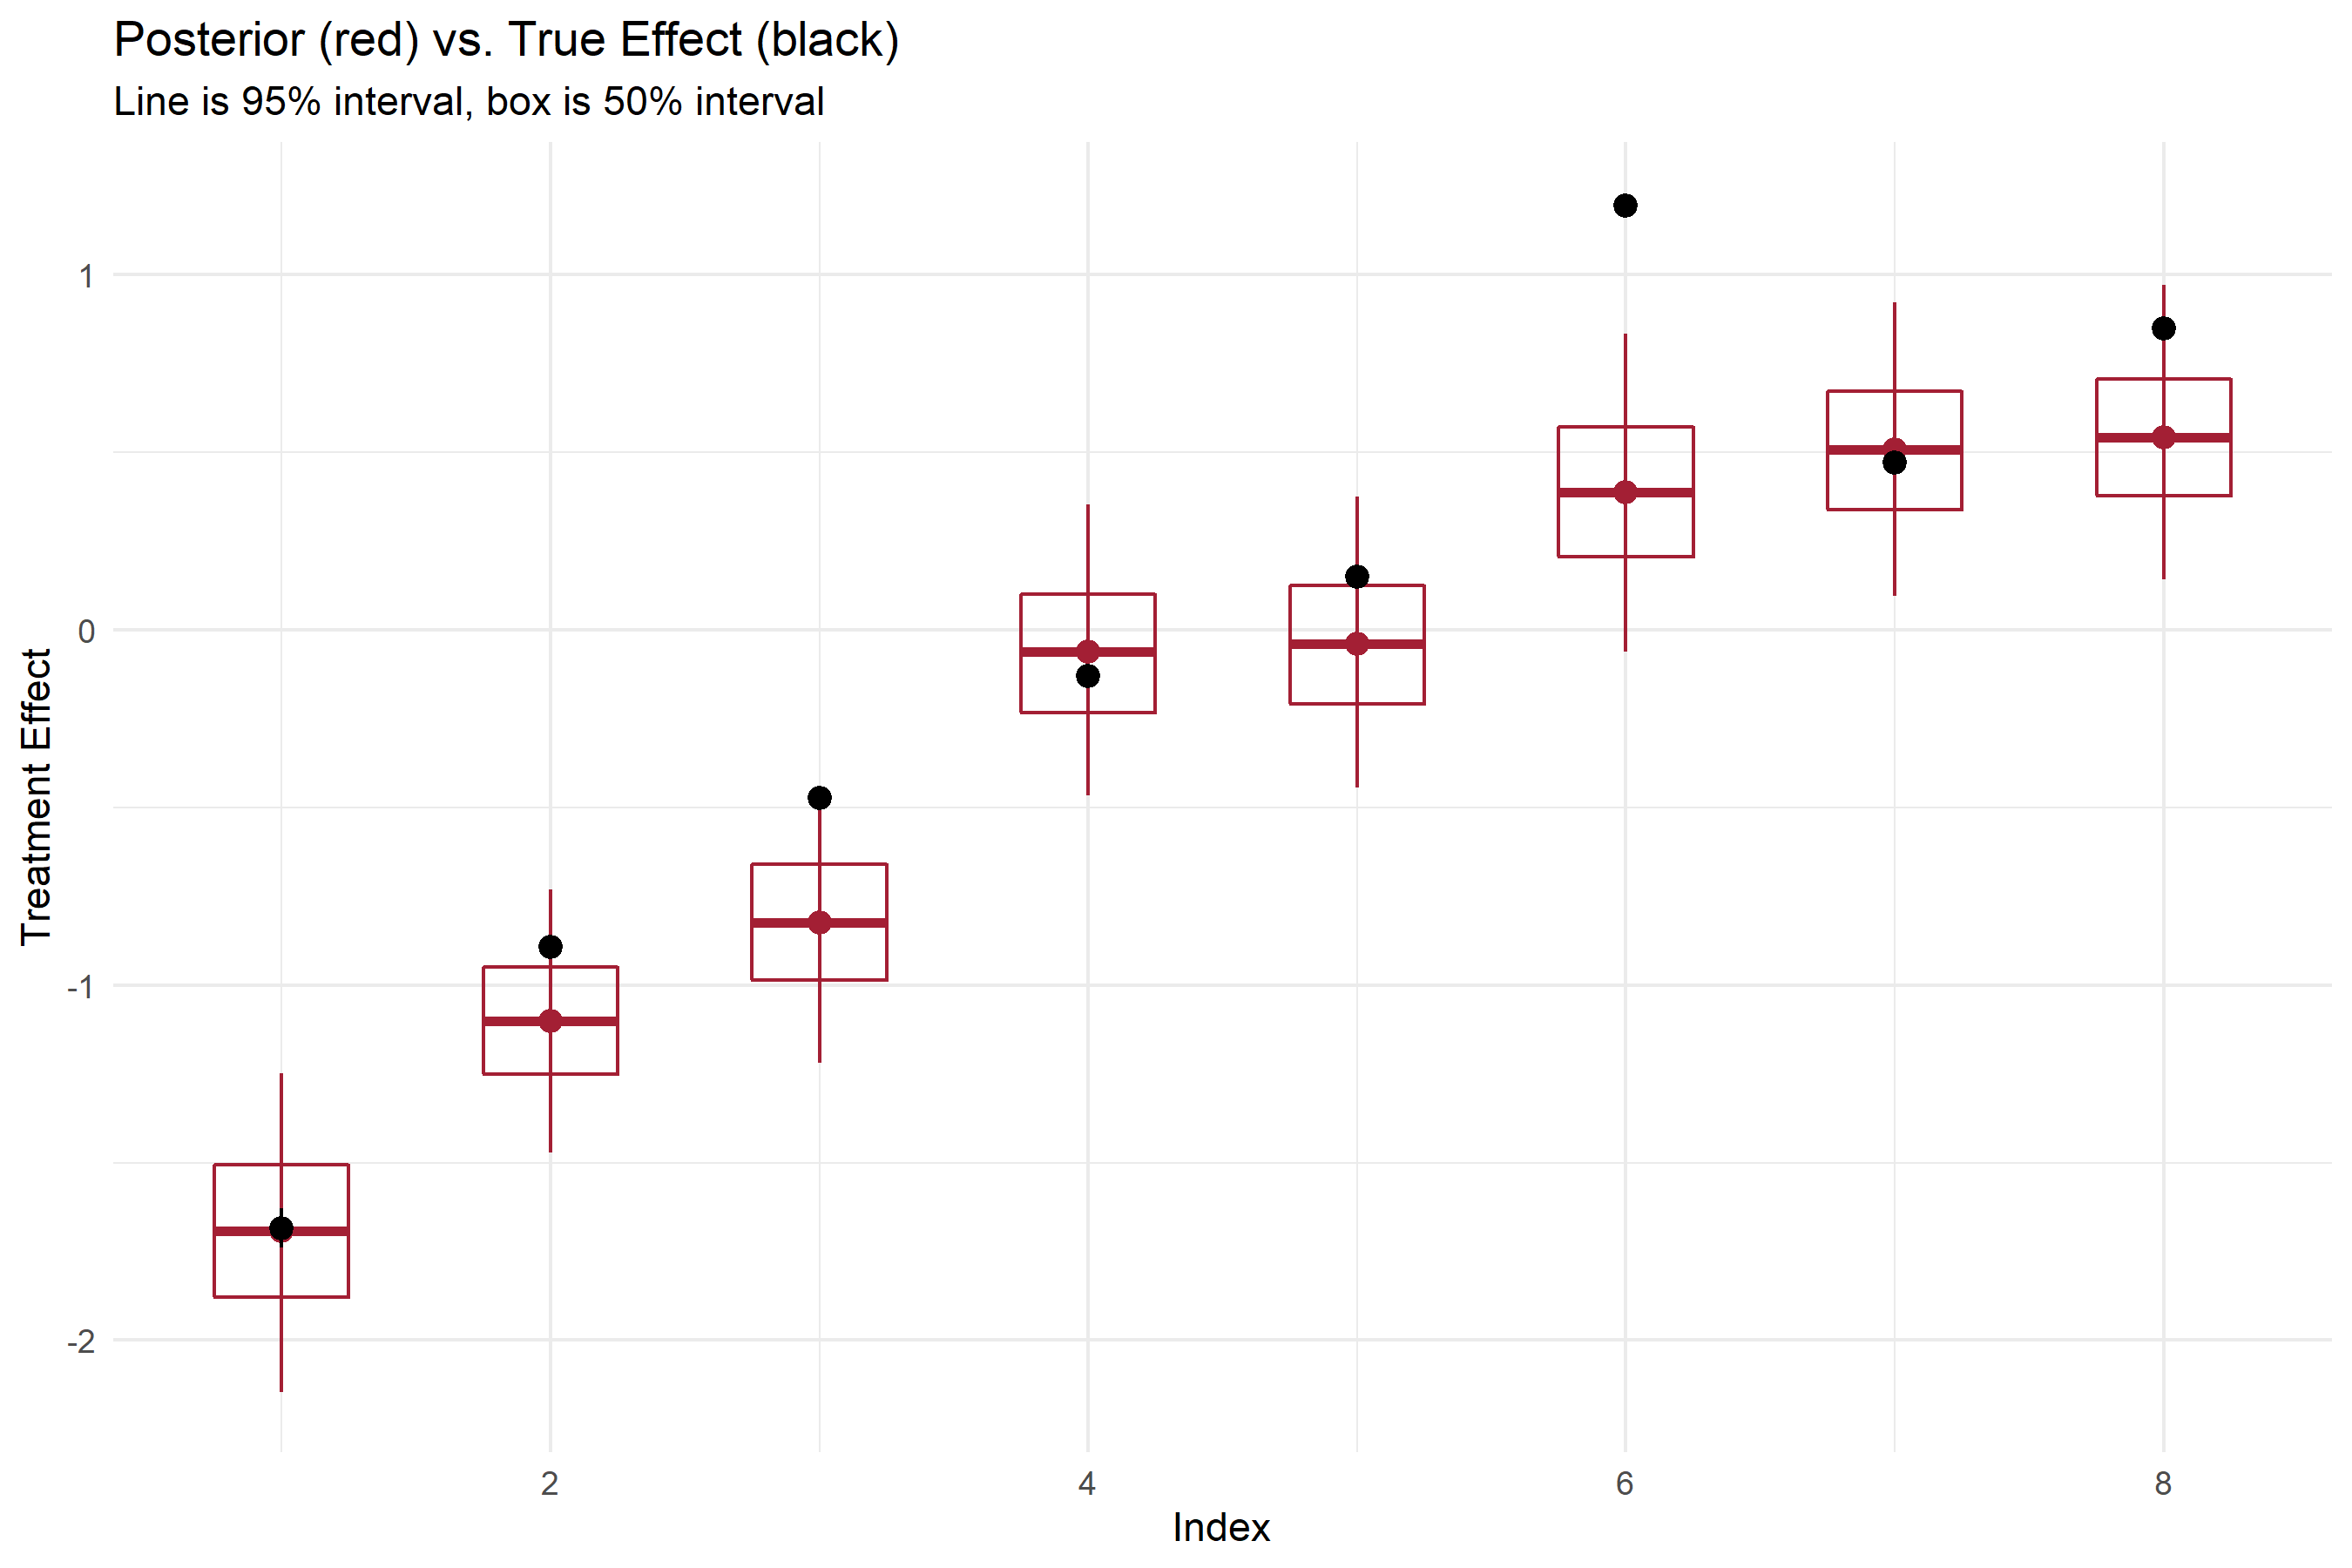 Posterior (red) vs. True Effect (black)
Line is 95% interval, box is 50% interval
Treatment Effect
1
0
-1
-2
2
4
6
8
Index